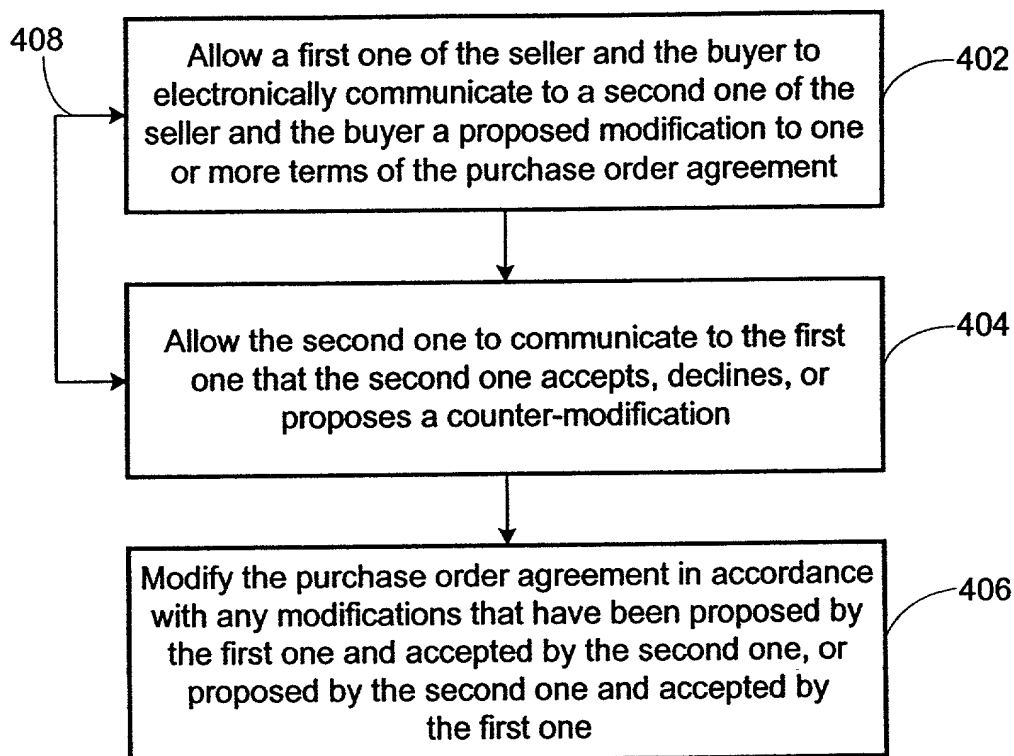 408
Allow a first one of the seller and the buyer to
electronically communicate to a second one of the
seller and the buyer a proposed modification to one
or more terms of the purchase order agreement
402
Allow the second one to communicate to the first
one that the second one accepts, declines, or
proposes a counter-modification
404
Modify the purchase order agreement in accordance
with any modifications that have been proposed by
the first one and accepted by the second one, or
proposed by the second one and accepted by
the first one
406